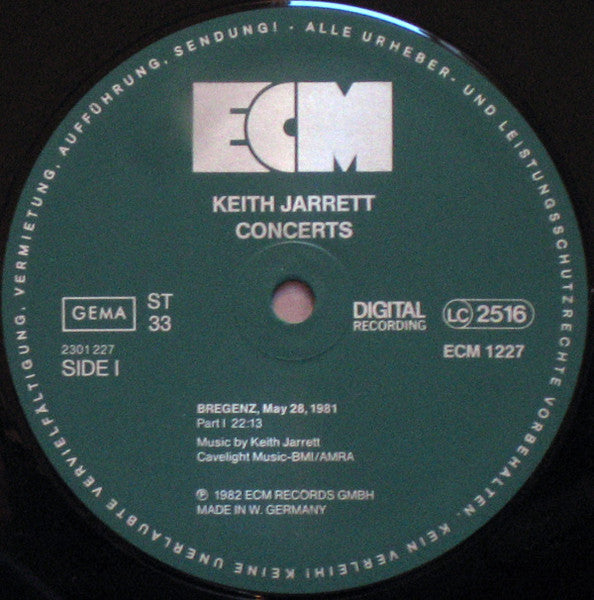 ALLE URHEBER- UND LEISTUNGSSCHUTZRECHTE VORBEHALTEN. KEIN VERLEIH! KEINE UNERLAUBTE VERVIELFÄLTIGUNG, VERMIETUNG, AUFFÜHRUNG, SENDUNG! -
ECM
KEITH JARRETT
CONCERTS
GEMA
ST
33
DIGITAL
RECORDING
LC 2516
2301 227
SIDE I
ECM 1227
BREGENZ, May 28, 1981
Part I 22:13
Music by Keith Jarrett
Cavelight Music-BMI/AMRA
℗ 1982 ECM RECORDS GMBH
MADE IN W. GERMANY